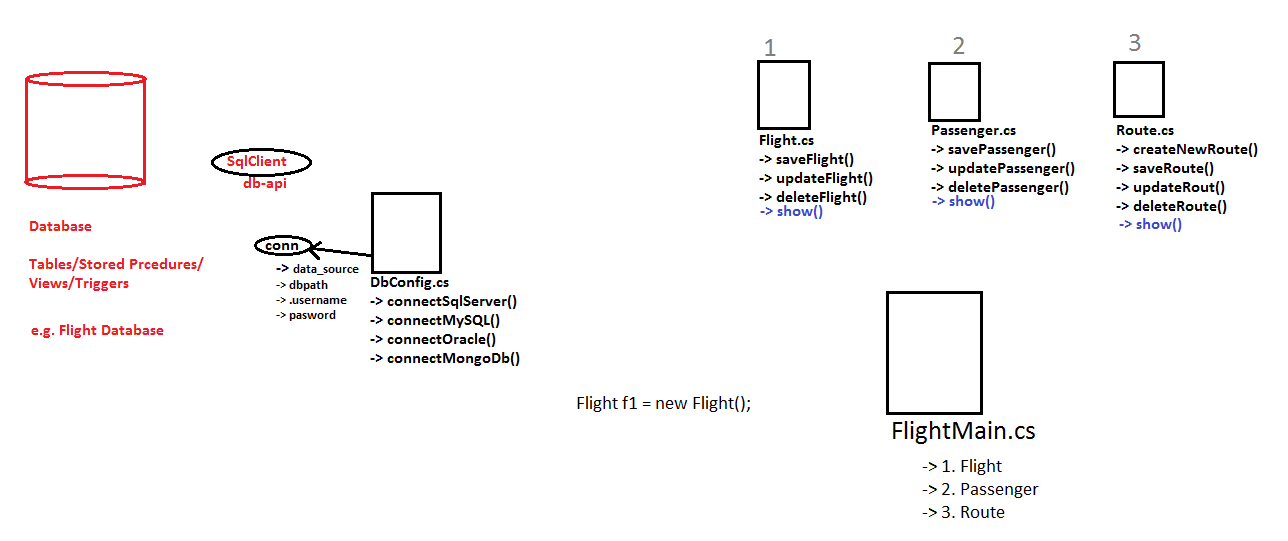 SqlClient
db-api
Database
Tables/Stored Prcedures/
Views/Triggers
e.g. Flight Database
conn
-> data_source
-> dbpath
-> .username
-> pasword
DbConfig.cs
-> connectSqlServer()
-> connectMySQL()
-> connectOracle()
-> connectMongoDb()
1
Flight.cs
-> saveFlight()
-> updateFlight()
-> deleteFlight()
-> show()
2
Passenger.cs
-> savePassenger()
-> updatePassenger()
-> deletePassenger()
-> show()
3
Route.cs
-> createNewRoute()
-> saveRoute()
-> updateRout()
-> deleteRoute()
-> show()
Flight f1 = new Flight();
FlightMain.cs
-> 1. Flight
-> 2. Passenger
-> 3. Route